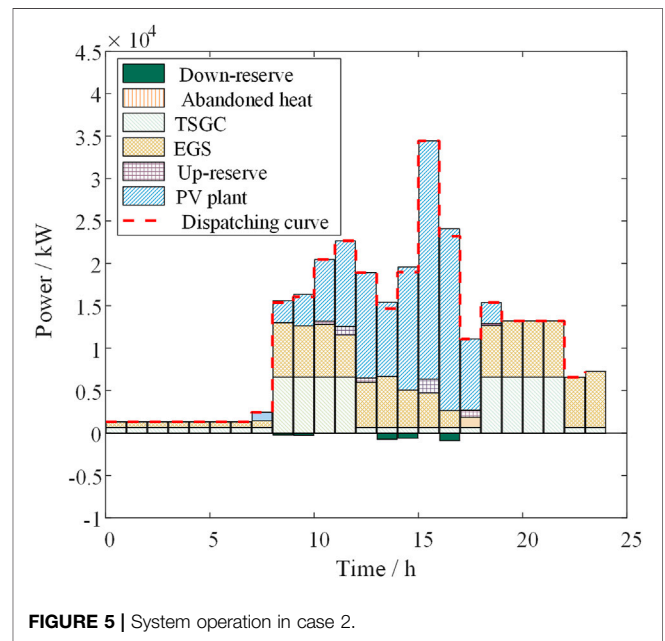 × 10⁴
4.5
4
3.5
3
2.5
2
1.5
1
0.5
0
-0.5
-1
Power / kW
Down-reserve
Abandoned heat
TSGC
EGS
Up-reserve
PV plant
Dispatching curve
0 5 10 15 20 25
Time / h
FIGURE 5 | System operation in case 2.